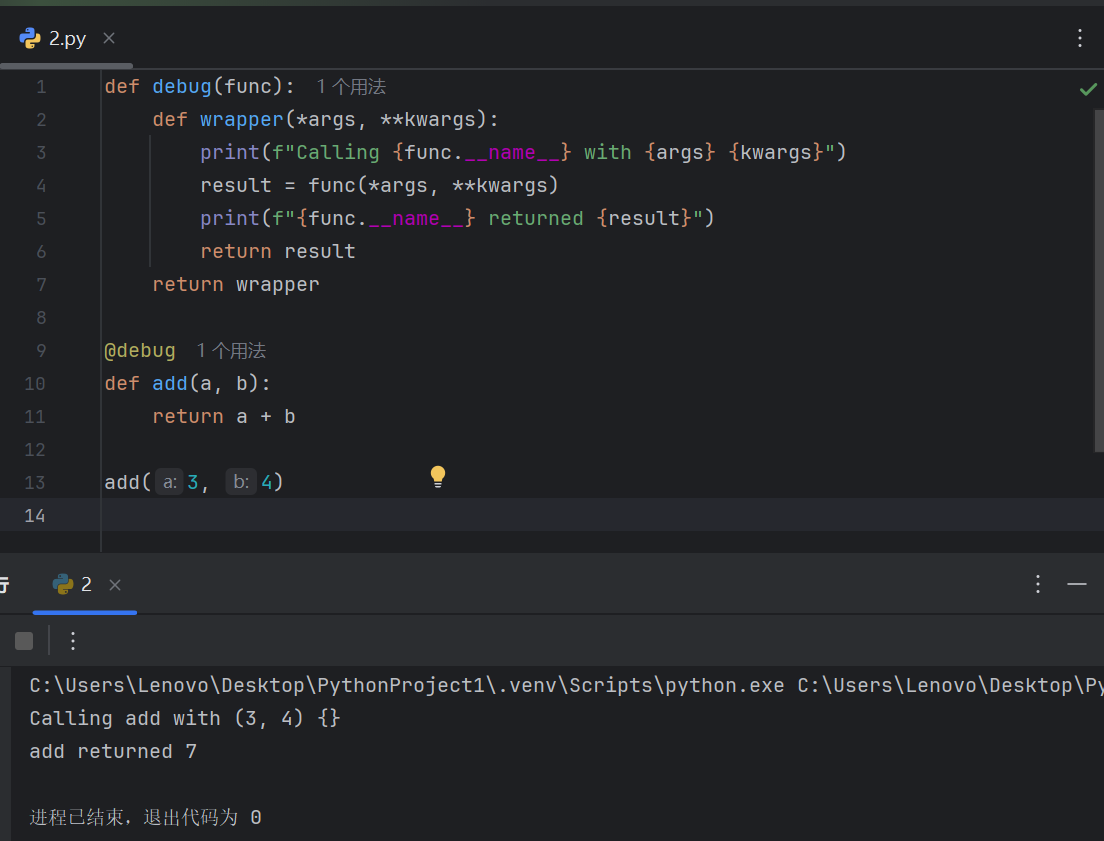 2.py
1 def debug(func): 1 个用法
2     def wrapper(*args, **kwargs):
3         print(f"Calling {func.__name__} with {args} {kwargs}")
4         result = func(*args, **kwargs)
5         print(f"{func.__name__} returned {result}")
6         return result
7     return wrapper
8
9 @debug 1 个用法
10 def add(a, b):
11     return a + b
12
13 add(a: 3, b: 4)
14
2
C:\Users\Lenovo\Desktop\PythonProject1\.venv\Scripts\python.exe C:\Users\Lenovo\Desktop\
Calling add with (3, 4) {}
add returned 7
进程已结束，退出代码为 0